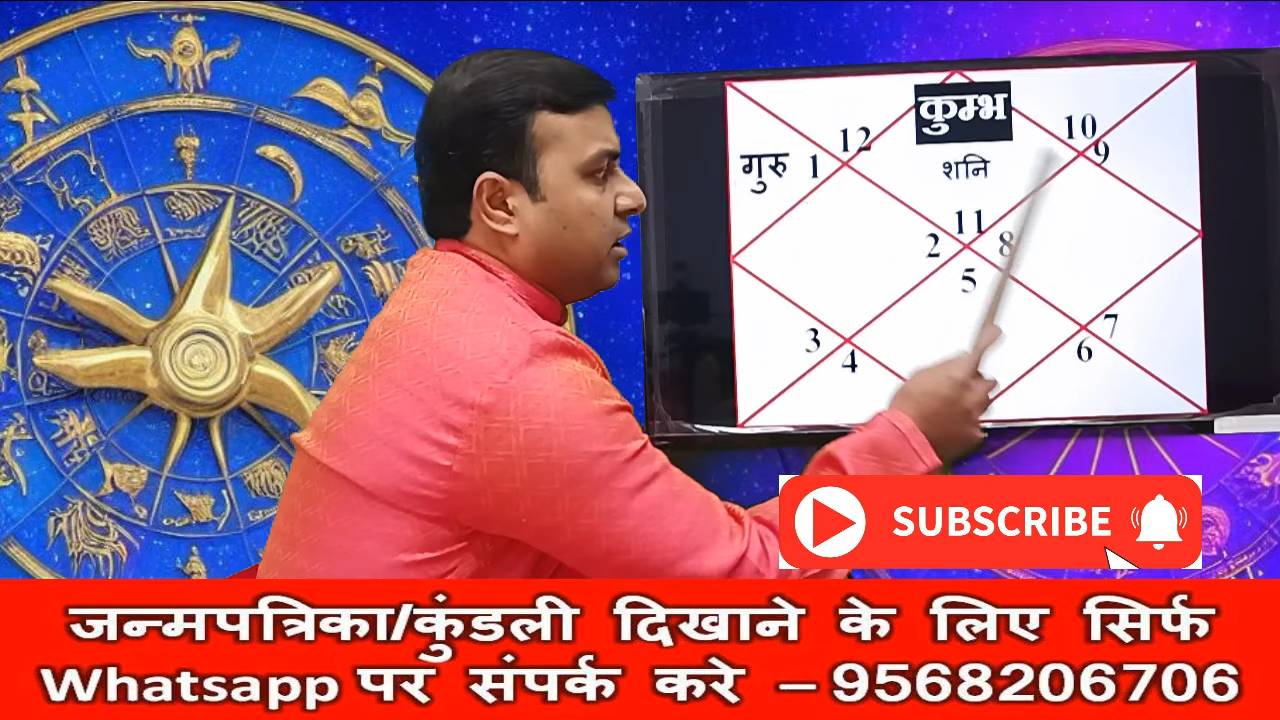 कुम्भ
शनि
गुरु 1
12
10
9
11
2
8
5
3
4
7
6
SUBSCRIBE
जन्मपत्रिका/कुंडली दिखाने के लिए सिर्फ
Whatsapp पर संपर्क करे – 9568206706